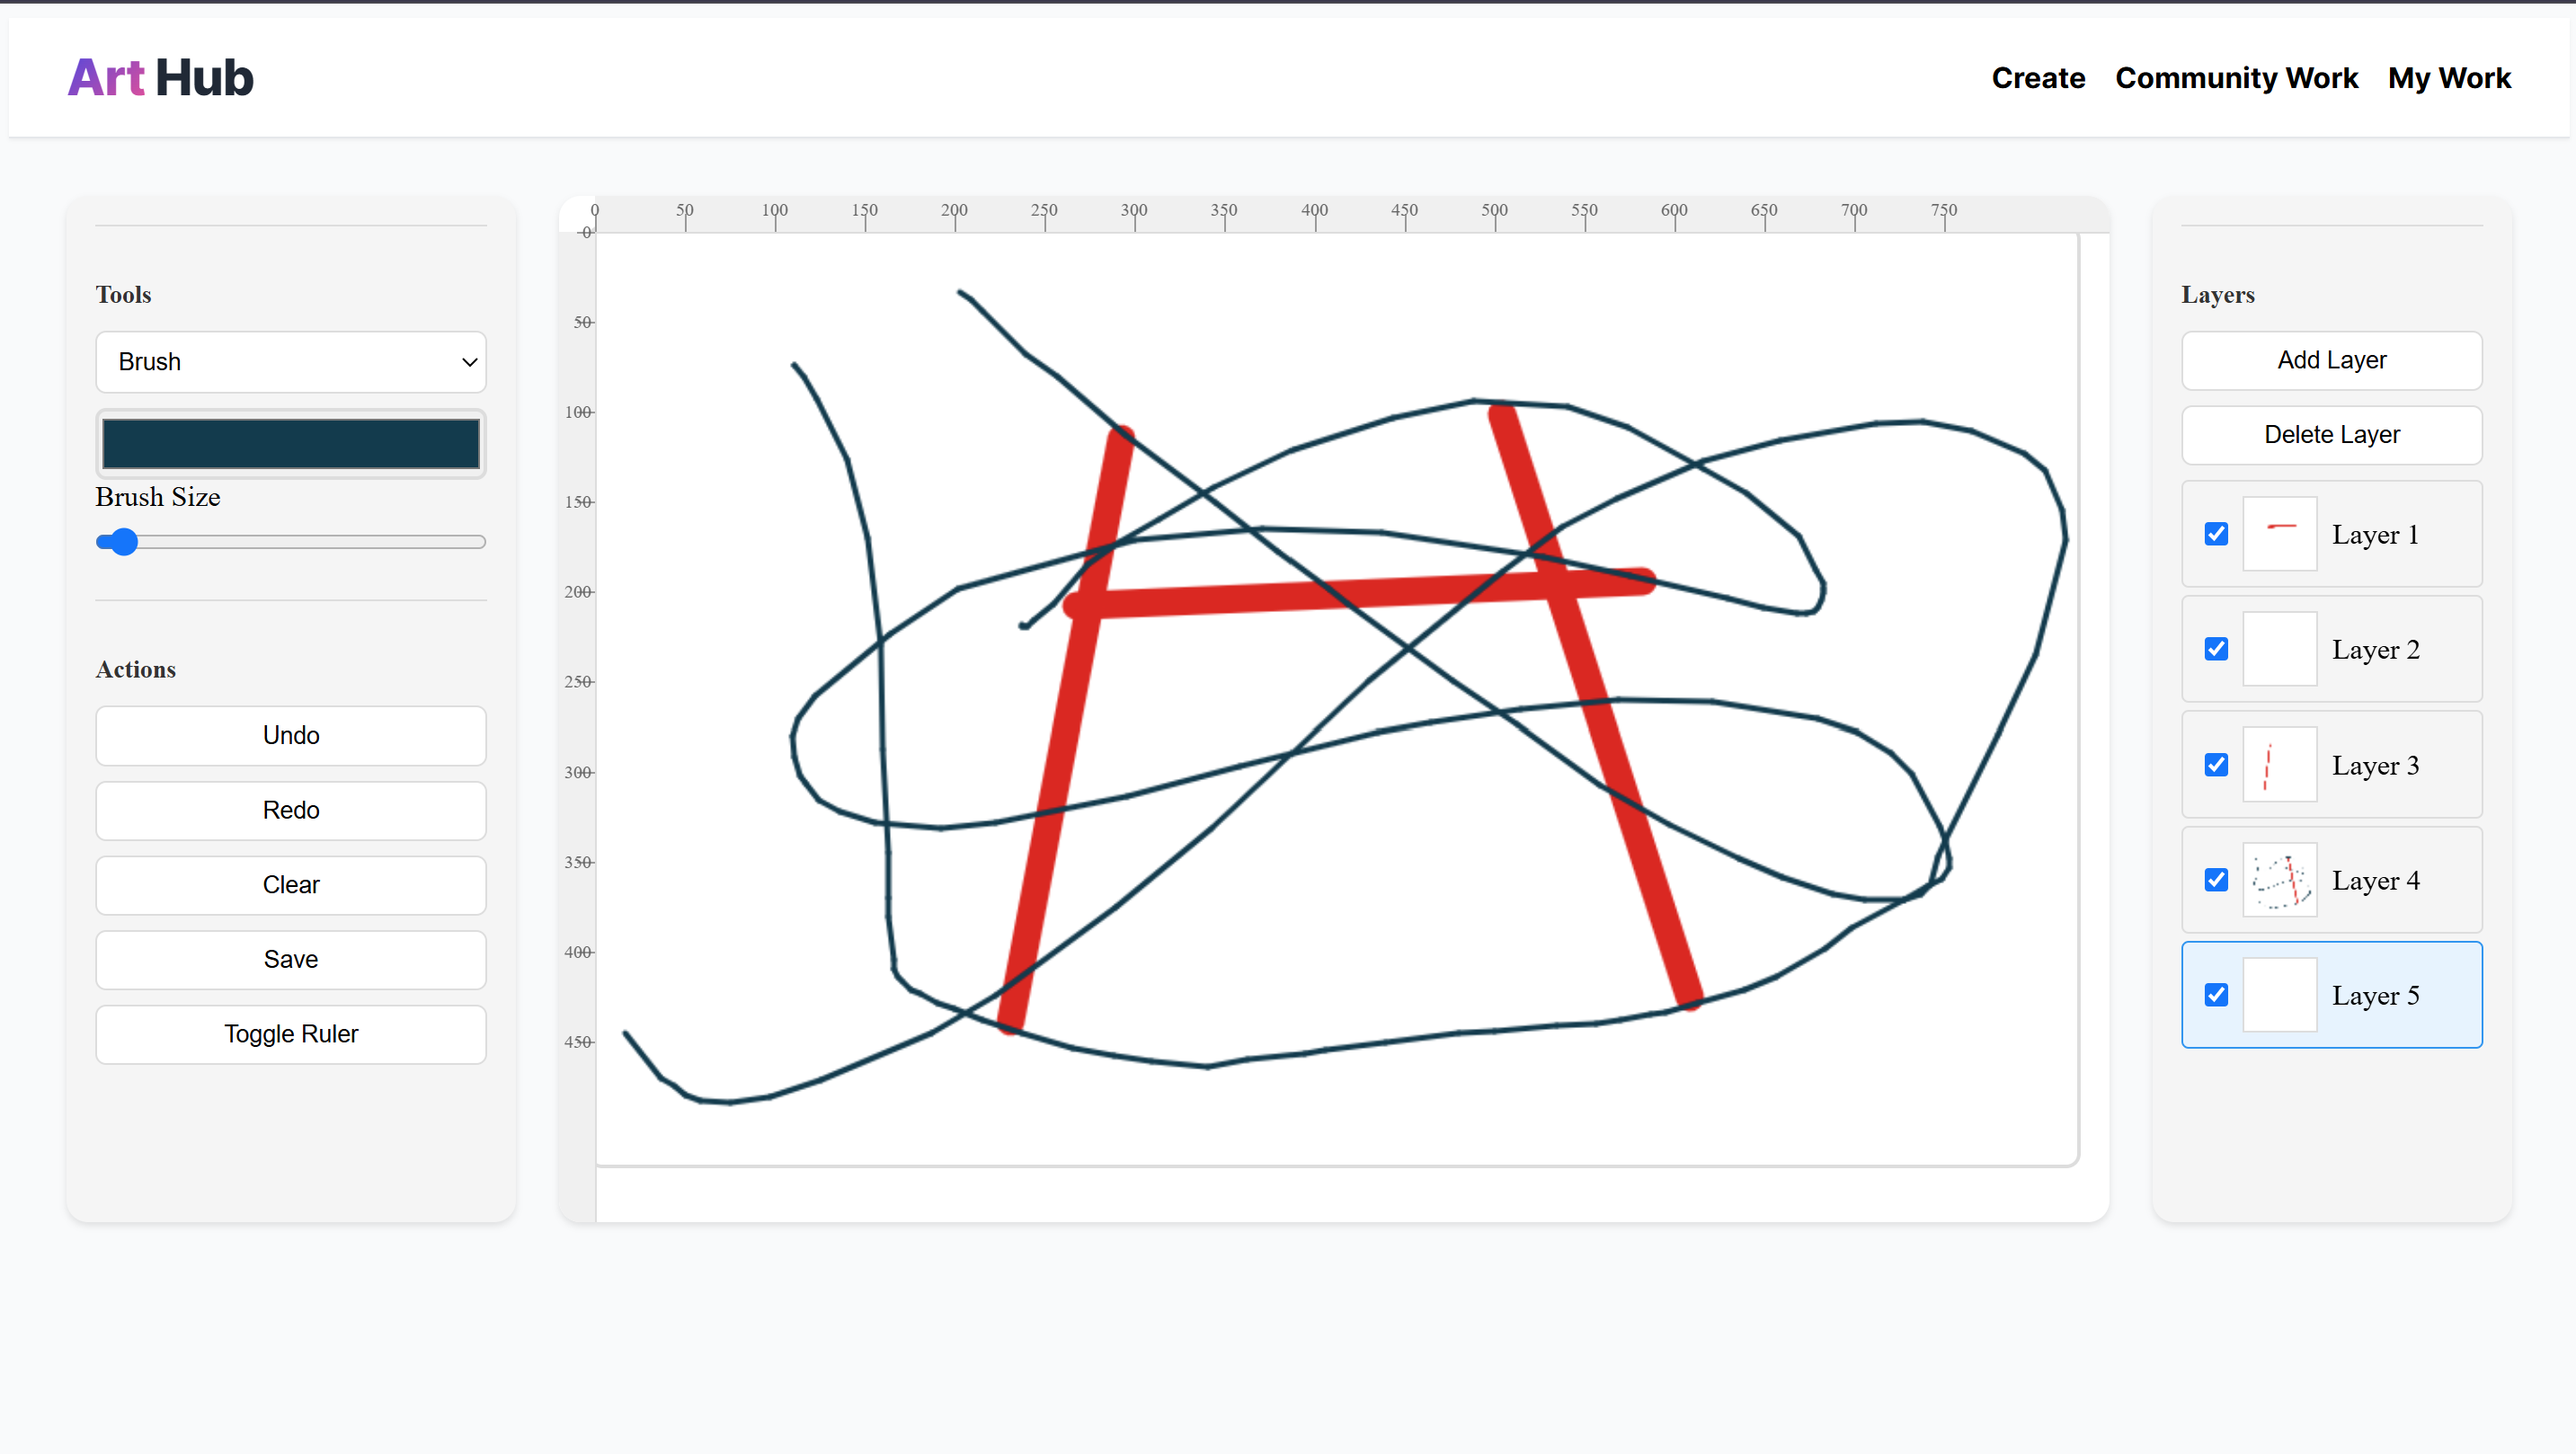 Art Hub
Create Community Work My Work
Tools
Brush
Brush Size
Actions
Undo
Redo
Clear
Save
Toggle Ruler
0 50 100 150 200 250 300 350 400 450 500 550 600 650 700 750
0
50
100
150
200
250
300
350
400
450
Layers
Add Layer
Delete Layer
Layer 1
Layer 2
Layer 3
Layer 4
Layer 5